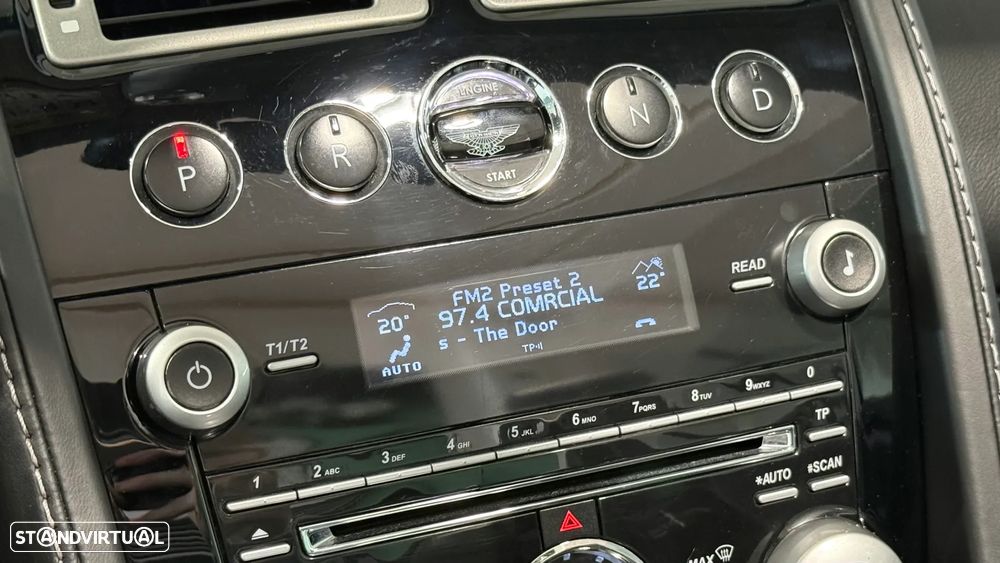 ENGINE
P R START N D
FM2 Preset 2
97.4 COMRCIAL
s - The Door
TP
20°
AUTO
22°
READ
T1/T2
1 2 ABC 3 DEF 4 GHI 5 JKL 6 MNO 7 PQRS 8 TUV 9 WXYZ 0
TP
*AUTO #SCAN
MAX
STANDVIRTUAL